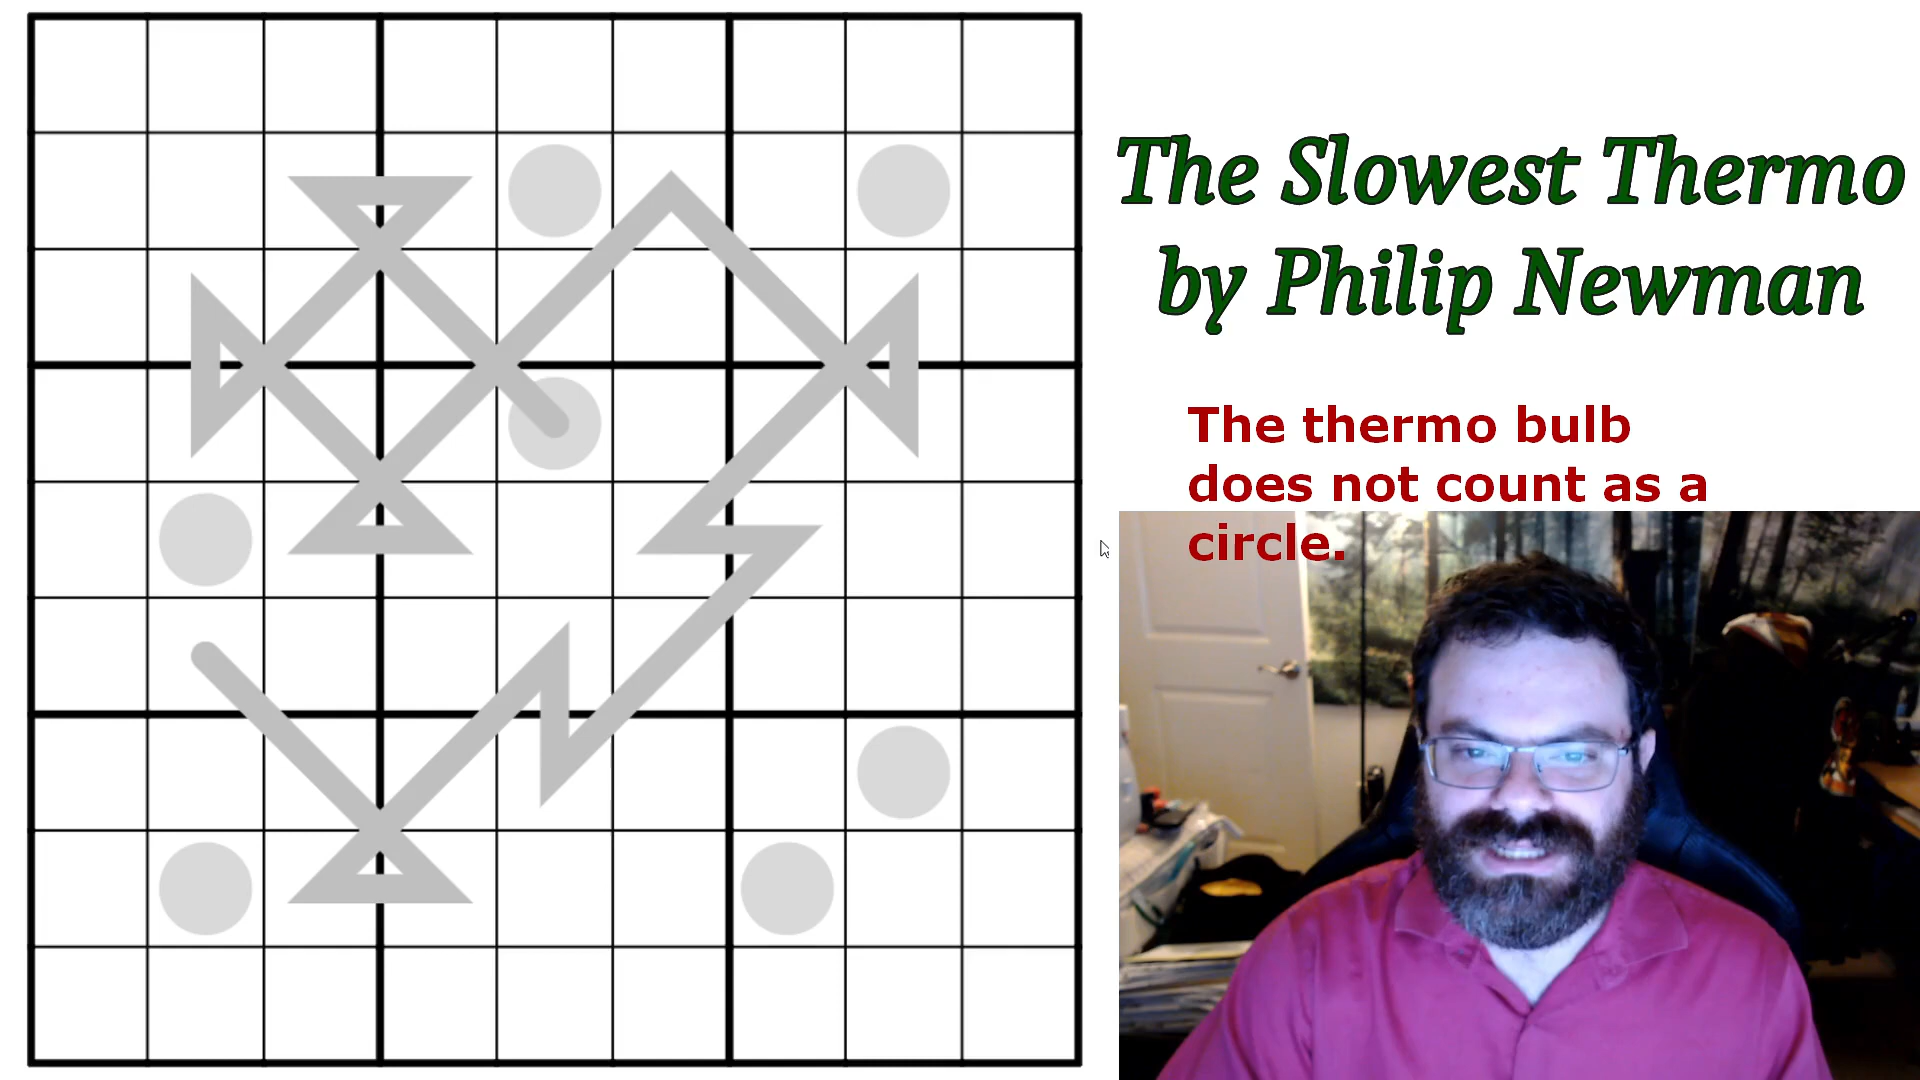 The Slowest Thermo
by Philip Newman
The thermo bulb
does not count as a
circle.